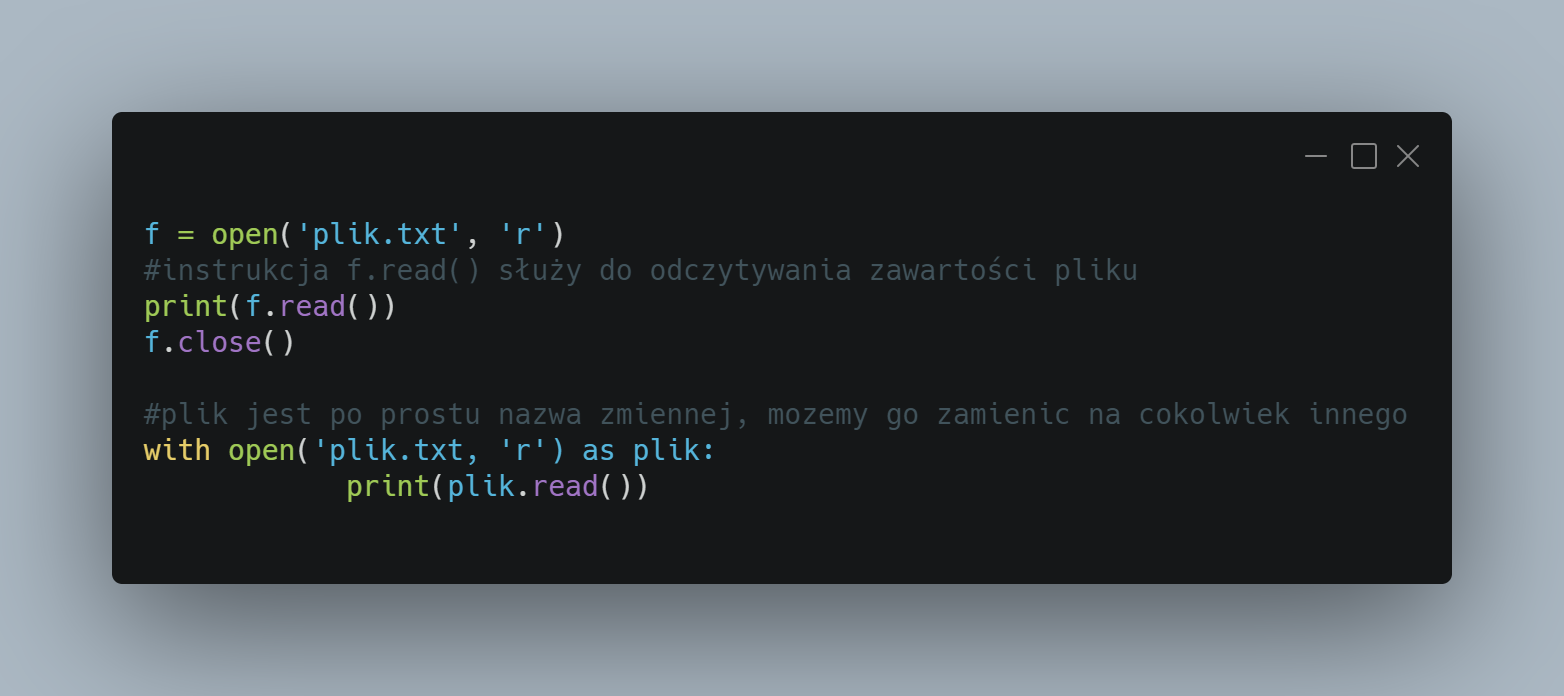 f = open('plik.txt', 'r')
#instrukcja f.read() służy do odczytywania zawartości pliku
print(f.read())
f.close()

#plik jest po prostu nazwa zmiennej, mozemy go zamienic na cokolwiek innego
with open('plik.txt, 'r') as plik:
            print(plik.read())